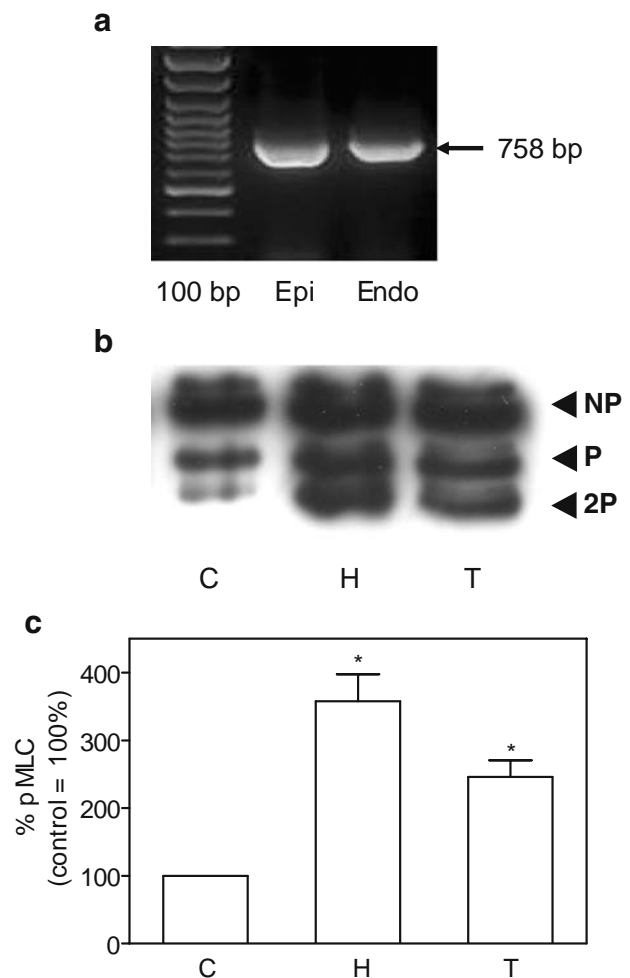 a
758 bp
100 bp Epi Endo
b
NP
P
2P
C H T
c
% p MLC
(control = 100%)
400
300
200
100
0
*
*
C H T